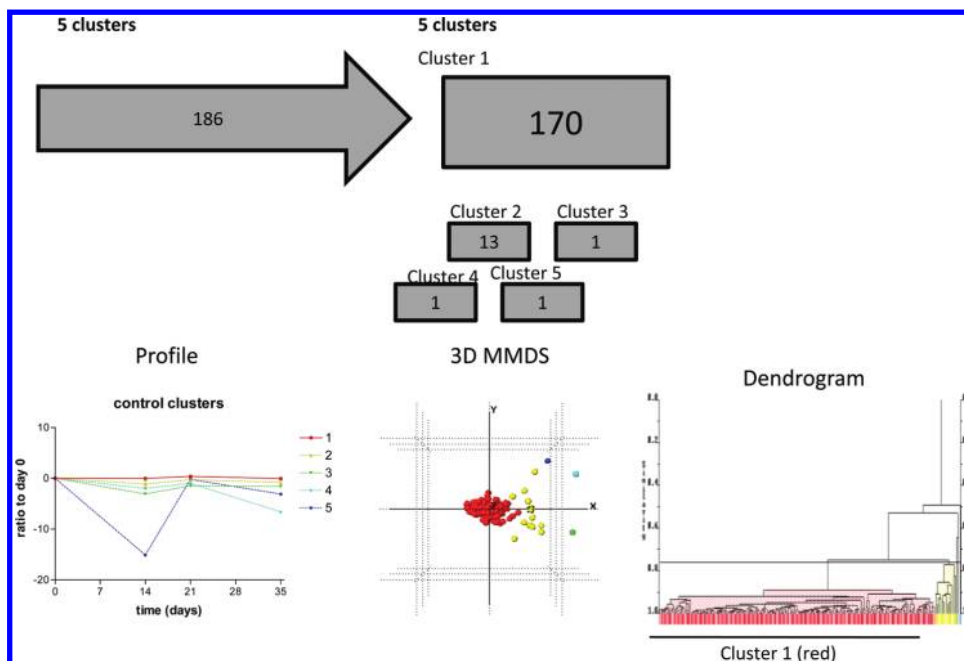 5 clusters
5 clusters
Cluster 1
186
170
Cluster 2
Cluster 3
13
1
Cluster 4
Cluster 5
1
1
Profile
3D MMDS
Dendrogram
control clusters
10
0
-10
-20
ratio to day 0
0
7
14
21
28
35
time (days)
1
2
3
4
5
Y
X
Cluster 1 (red)